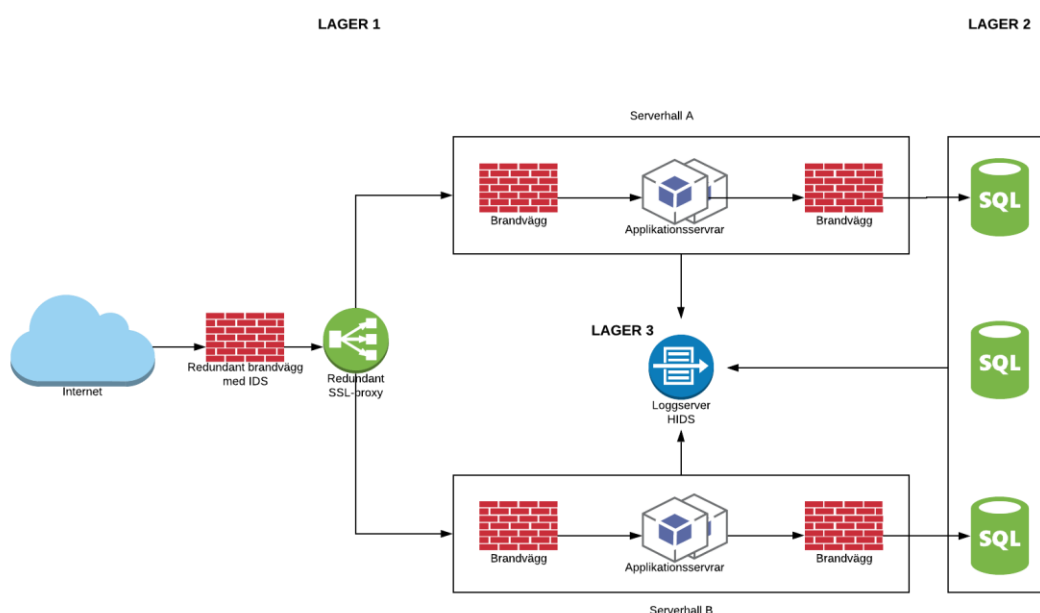 LAGER 1
LAGER 2
Serverhall A
Brandvägg
Applikationsservrar
Brandvägg
SQL
Internet
Redundant brandvägg
med IDS
Redundant
SSL-proxy
LAGER 3
Loggserver
HIDS
SQL
Brandvägg
Applikationsservrar
Brandvägg
SQL
Serverhall B